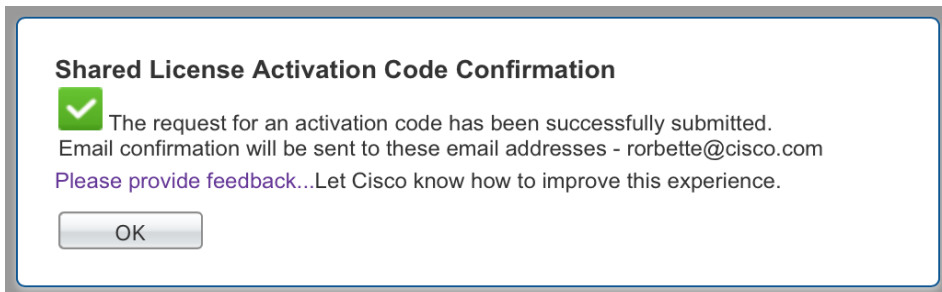 Shared License Activation Code Confirmation
The request for an activation code has been successfully submitted.
Email confirmation will be sent to these email addresses - rorbette@cisco.com
Please provide feedback...Let Cisco know how to improve this experience.
OK